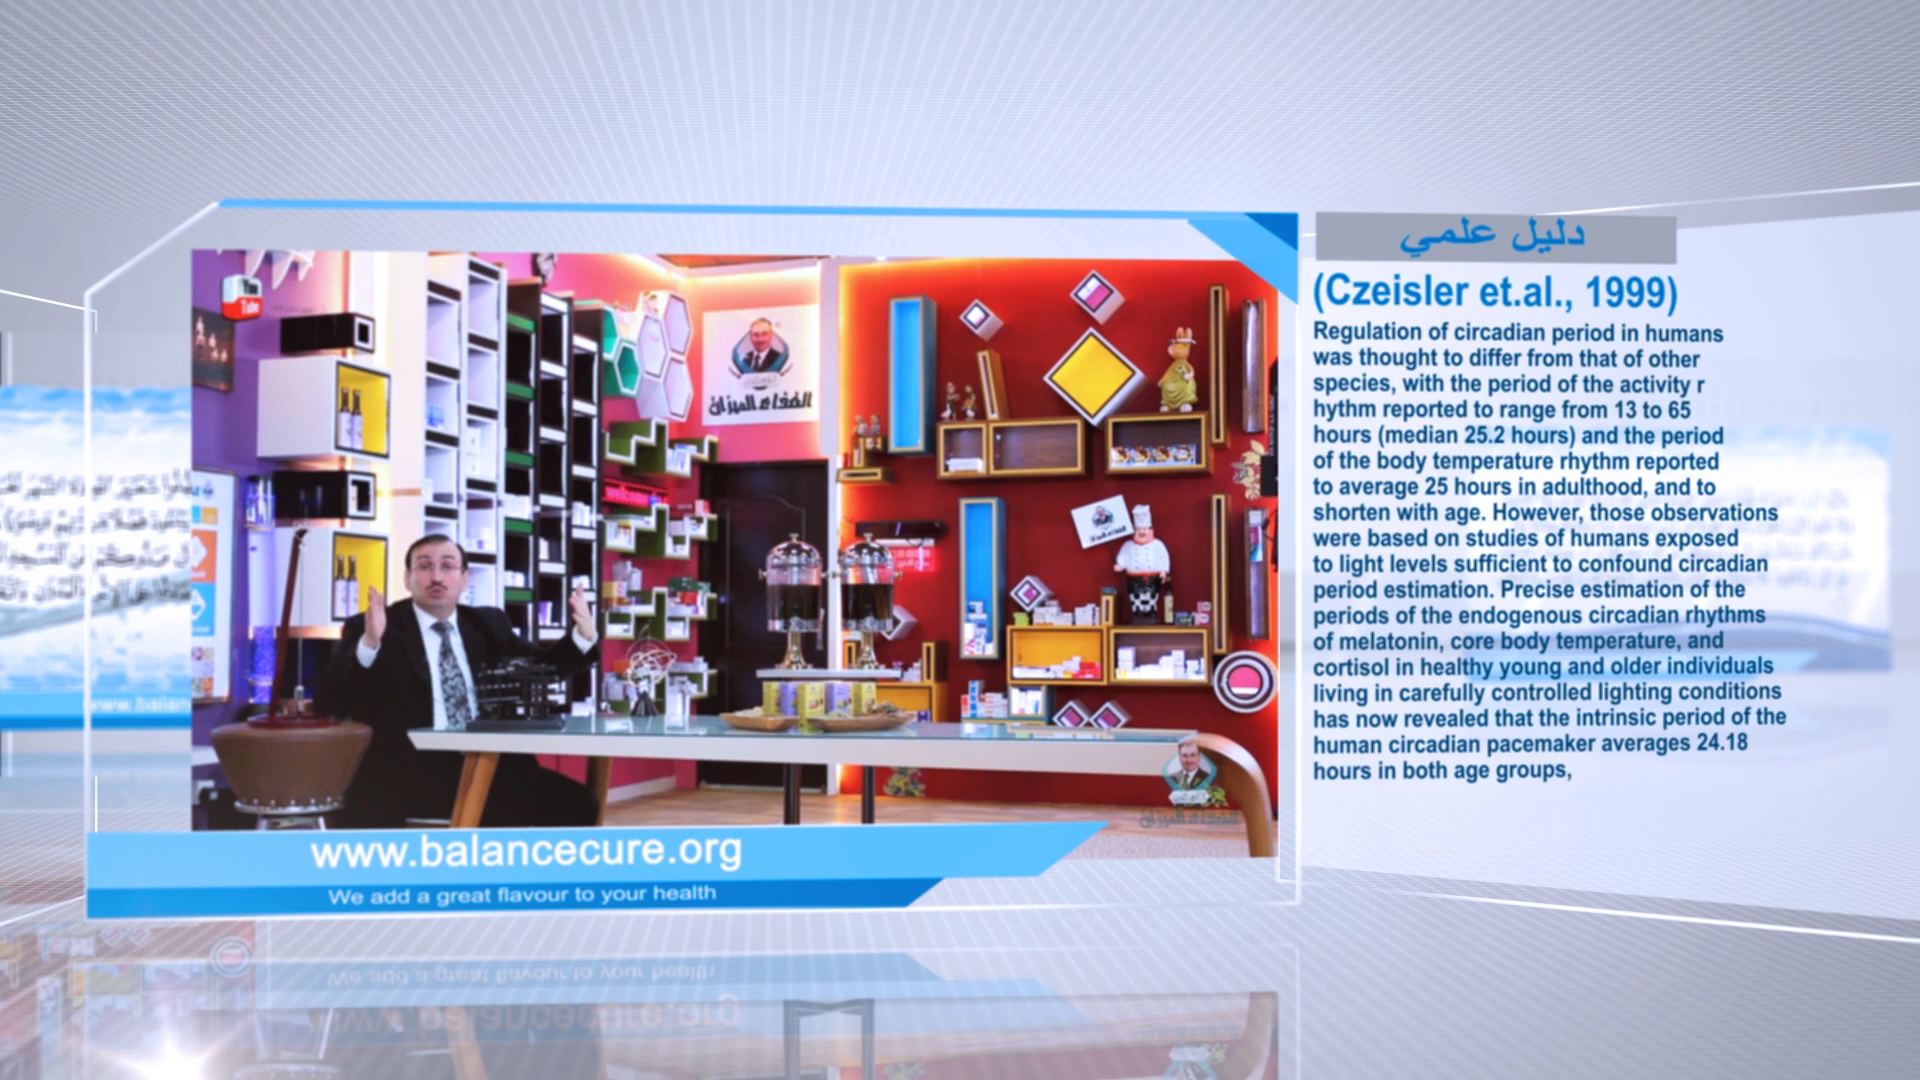 You
Tube
الغذاء الميزان
welcome
دليل علمي
(Czeisler et.al., 1999)
Regulation of circadian period in humans
was thought to differ from that of other
species, with the period of the activity r
hythm reported to range from 13 to 65
hours (median 25.2 hours) and the period
of the body temperature rhythm reported
to average 25 hours in adulthood, and to
shorten with age. However, those observations
were based on studies of humans exposed
to light levels sufficient to confound circadian
period estimation. Precise estimation of the
periods of the endogenous circadian rhythms
of melatonin, core body temperature, and
cortisol in healthy young and older individuals
living in carefully controlled lighting conditions
has now revealed that the intrinsic period of the
human circadian pacemaker averages 24.18
hours in both age groups,
الغذاء الميزان
www.balancecure.org
We add a great flavour to your health